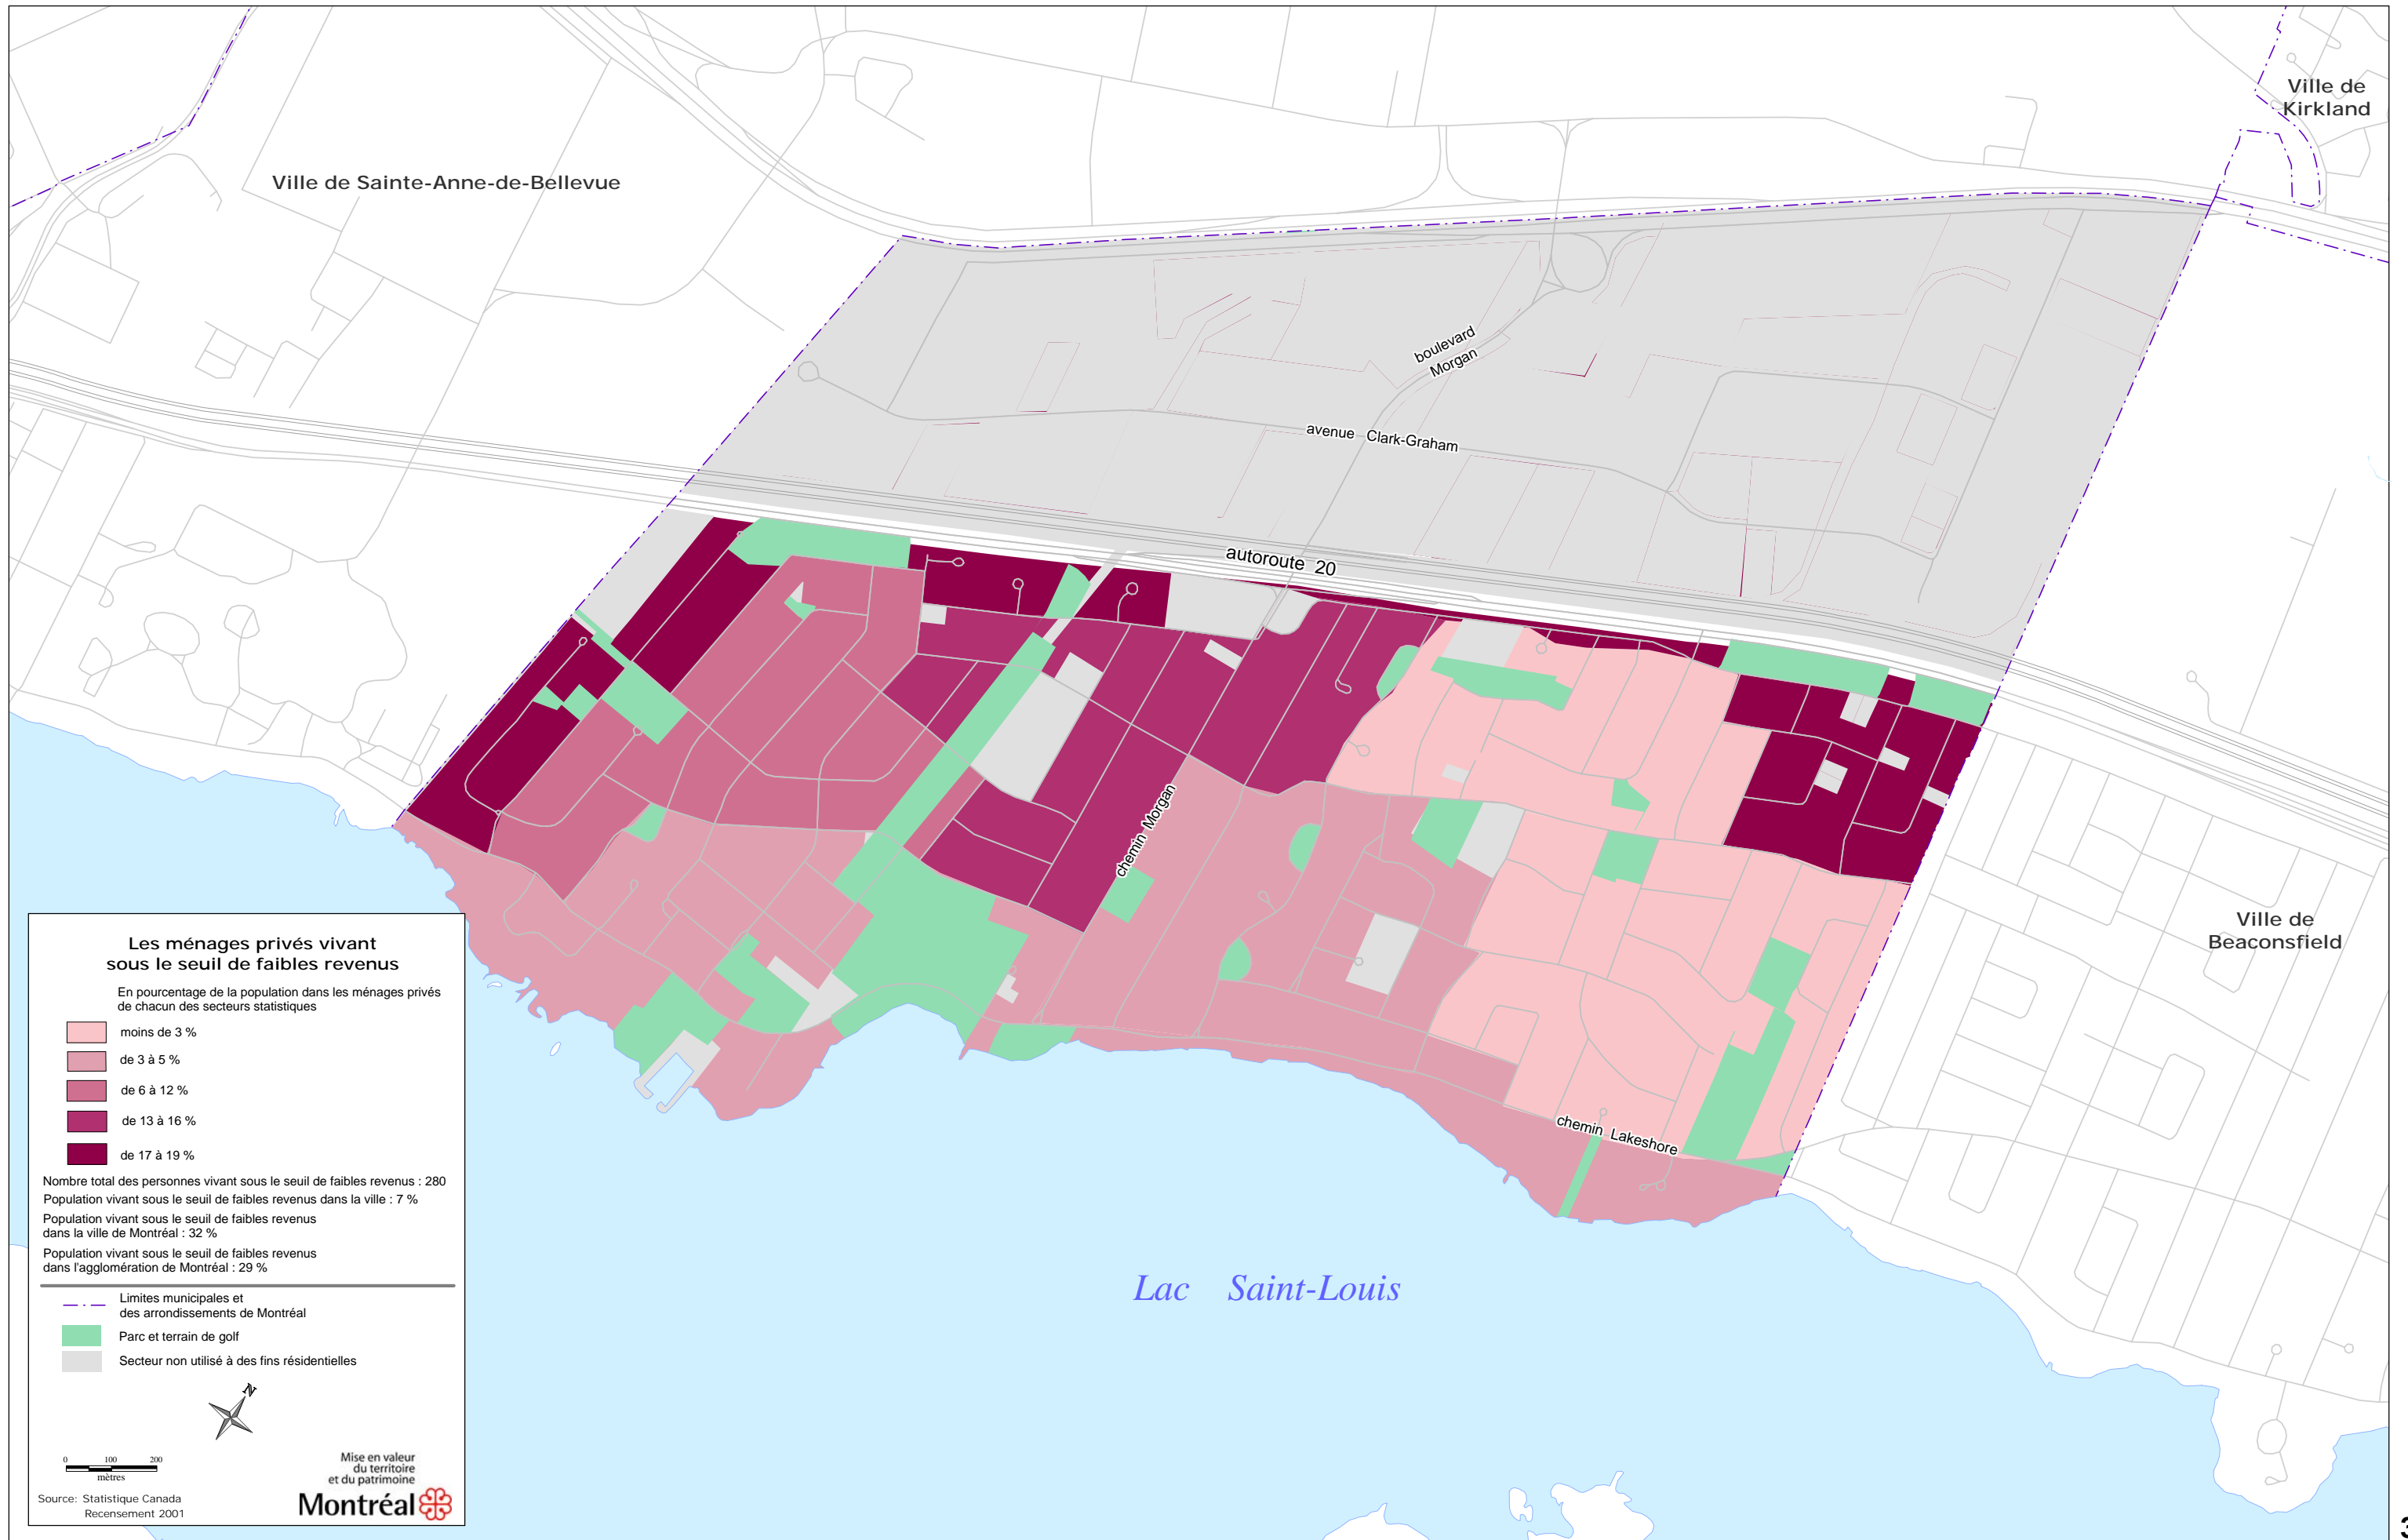 Ville de
Kirkland
Ville de Sainte-Anne-de-Bellevue
boulevard
Morgan
avenue Clark-Graham
autoroute 20
chemin Morgan
Ville de
Beaconsfield
chemin Lakeshore
Lac Saint-Louis
Les ménages privés vivant
sous le seuil de faibles revenus
En pourcentage de la population dans les ménages privés
de chacun des secteurs statistiques
moins de 3 %
de 3 à 5 %
de 6 à 12 %
de 13 à 16 %
de 17 à 19 %
Nombre total des personnes vivant sous le seuil de faibles revenus : 280
Population vivant sous le seuil de faibles revenus dans la ville : 7 %
Population vivant sous le seuil de faibles revenus
dans la ville de Montréal : 32 %
Population vivant sous le seuil de faibles revenus
dans l'agglomération de Montréal : 29 %
Limites municipales et
des arrondissements de Montréal
Parc et terrain de golf
Secteur non utilisé à des fins résidentielles
N
0 100 200
mètres
Mise en valeur
du territoire
et du patrimoine
Montréal
Source: Statistique Canada
Recensement 2001